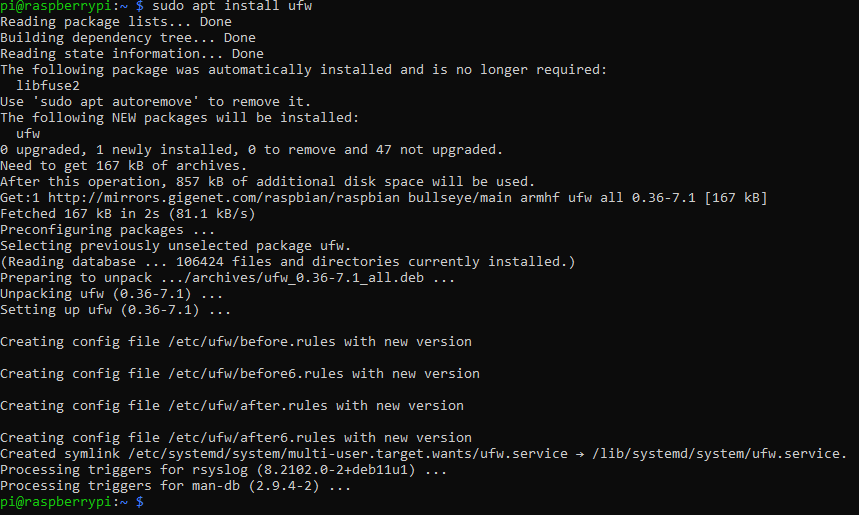 pi@raspberrypi:~ $ sudo apt install ufw
Reading package lists... Done
Building dependency tree... Done
Reading state information... Done
The following package was automatically installed and is no longer required:
  libfuse2
Use 'sudo apt autoremove' to remove it.
The following NEW packages will be installed:
  ufw
0 upgraded, 1 newly installed, 0 to remove and 47 not upgraded.
Need to get 167 kB of archives.
After this operation, 857 kB of additional disk space will be used.
Get:1 http://mirrors.gigenet.com/raspbian/raspbian bullseye/main armhf ufw all 0.36-7.1 [167 kB]
Fetched 167 kB in 2s (81.1 kB/s)
Preconfiguring packages ...
Selecting previously unselected package ufw.
(Reading database ... 106424 files and directories currently installed.)
Preparing to unpack .../archives/ufw_0.36-7.1_all.deb ...
Unpacking ufw (0.36-7.1) ...
Setting up ufw (0.36-7.1) ...

Creating config file /etc/ufw/before.rules with new version

Creating config file /etc/ufw/before6.rules with new version

Creating config file /etc/ufw/after.rules with new version

Creating config file /etc/ufw/after6.rules with new version
Created symlink /etc/systemd/system/multi-user.target.wants/ufw.service → /lib/systemd/system/ufw.service.
Processing triggers for rsyslog (8.2102.0-2+deb11u1) ...
Processing triggers for man-db (2.9.4-2) ...
pi@raspberrypi:~ $